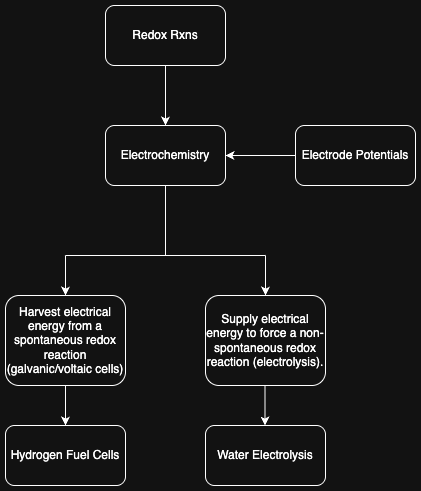 Redox Rxns
Electrochemistry
Electrode Potentials
Harvest electrical
energy from a
spontaneous redox
reaction
(galvanic/voltaic cells)
Supply electrical
energy to force a non-
spontaneous redox
reaction (electrolysis).
Hydrogen Fuel Cells
Water Electrolysis